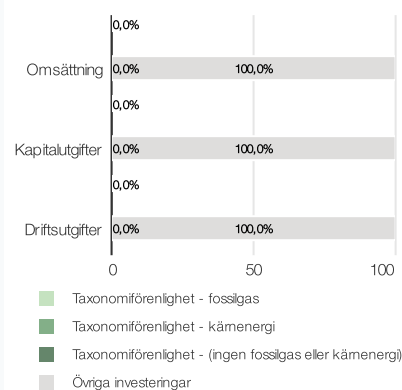 0,0%
Omsättning 0,0% 100,0%
0,0%
Kapitalutgifter 0,0% 100,0%
0,0%
Driftsutgifter 0,0% 100,0%
0 50 100
Taxonomiförenlighet - fossilgas
Taxonomiförenlighet - kärnenergi
Taxonomiförenlighet - (ingen fossilgas eller kärnenergi)
Övriga investeringar